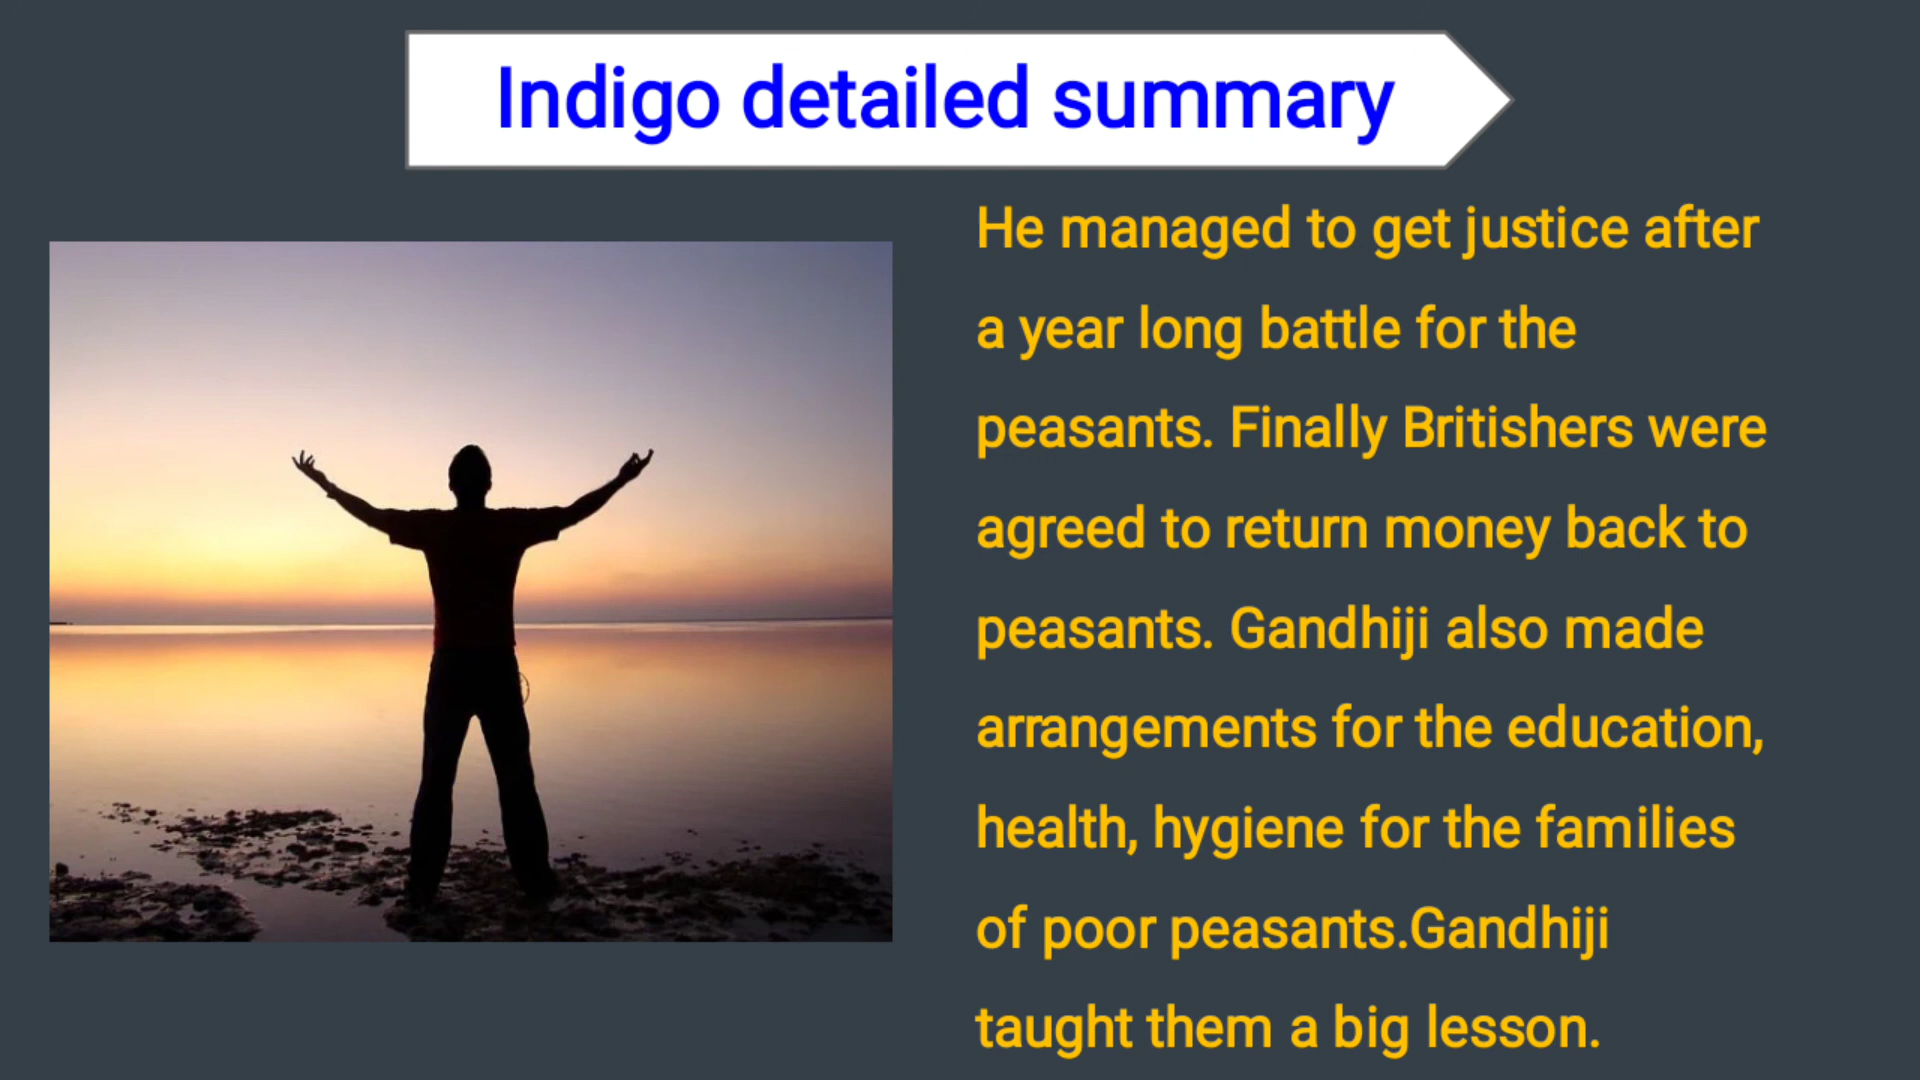 Indigo detailed summary
He managed to get justice after
a year long battle for the
peasants. Finally Britishers were
agreed to return money back to
peasants. Gandhiji also made
arrangements for the education,
health, hygiene for the families
of poor peasants.Gandhiji
taught them a big lesson.